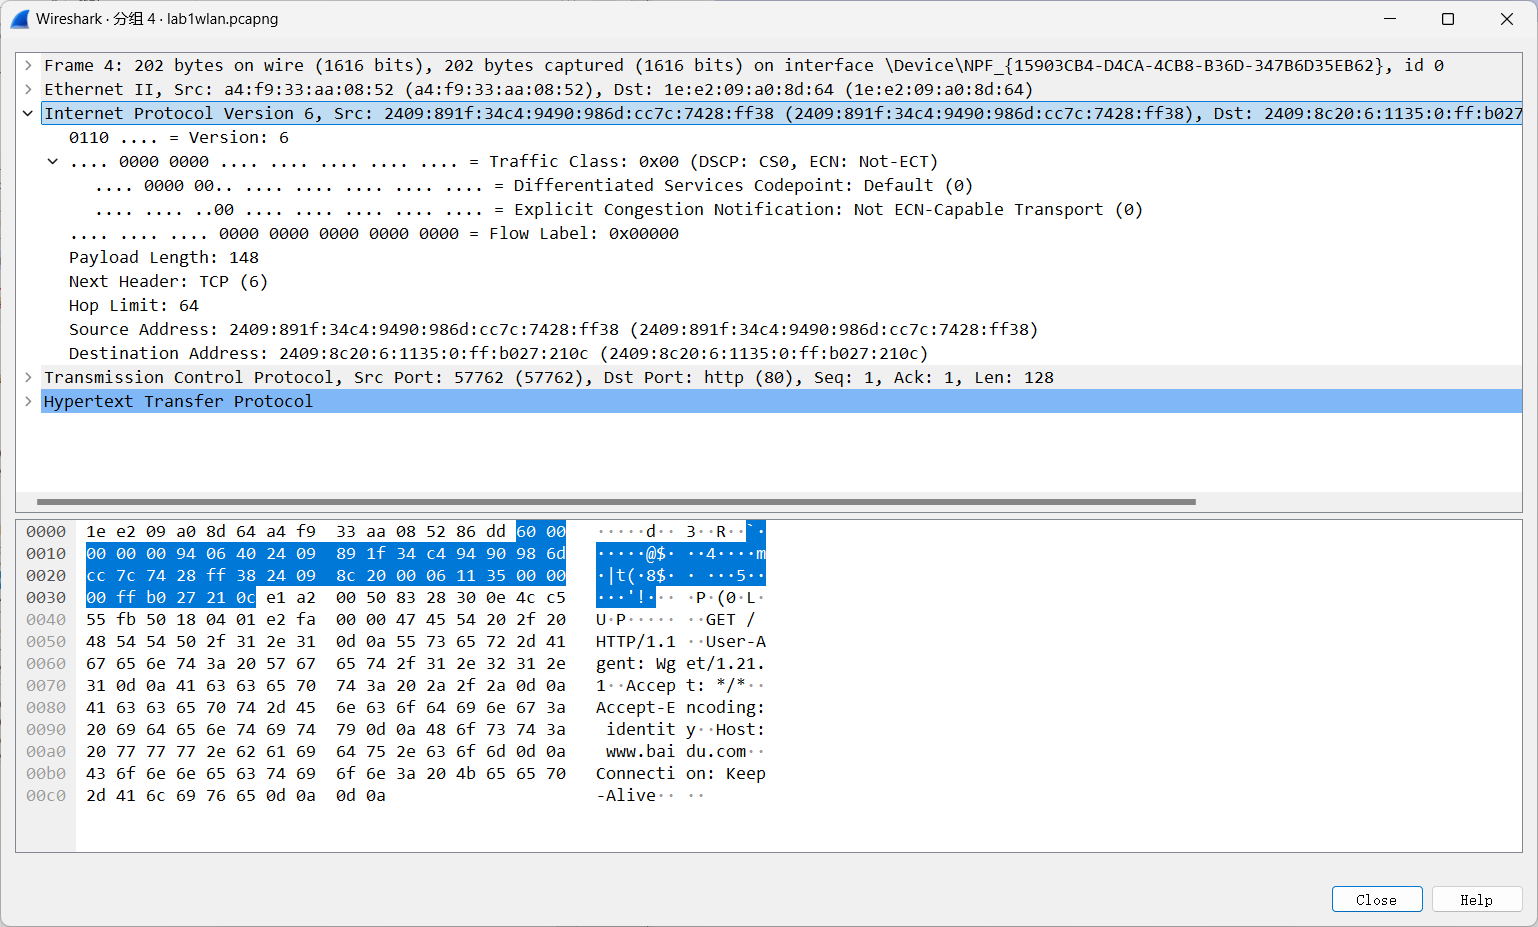 Wireshark · 分组 4 · lab1wlan.pcapng
Frame 4: 202 bytes on wire (1616 bits), 202 bytes captured (1616 bits) on interface \Device\NPF_{15903CB4-D4CA-4CB8-B36D-347B6D35EB62}, id 0
Ethernet II, Src: a4:f9:33:aa:08:52 (a4:f9:33:aa:08:52), Dst: 1e:e2:09:a0:8d:64 (1e:e2:09:a0:8d:64)
Internet Protocol Version 6, Src: 2409:891f:34c4:9490:986d:cc7c:7428:ff38 (2409:891f:34c4:9490:986d:cc7c:7428:ff38), Dst: 2409:8c20:6:1135:0:ff:b027
0110 .... = Version: 6
.... 0000 0000 .... .... .... .... .... = Traffic Class: 0x00 (DSCP: CS0, ECN: Not-ECT)
.... 0000 00.. .... .... .... .... .... = Differentiated Services Codepoint: Default (0)
.... .... ..00 .... .... .... .... .... = Explicit Congestion Notification: Not ECN-Capable Transport (0)
.... .... .... 0000 0000 0000 0000 0000 = Flow Label: 0x00000
Payload Length: 148
Next Header: TCP (6)
Hop Limit: 64
Source Address: 2409:891f:34c4:9490:986d:cc7c:7428:ff38 (2409:891f:34c4:9490:986d:cc7c:7428:ff38)
Destination Address: 2409:8c20:6:1135:0:ff:b027:210c (2409:8c20:6:1135:0:ff:b027:210c)
Transmission Control Protocol, Src Port: 57762 (57762), Dst Port: http (80), Seq: 1, Ack: 1, Len: 128
Hypertext Transfer Protocol
0000 1e e2 09 a0 8d 64 a4 f9 33 aa 08 52 86 dd 60 00 ·····d·· 3··R··`·
0010 00 00 00 94 06 40 24 09 89 1f 34 c4 94 90 98 6d ·····@$· ··4····m
0020 cc 7c 74 28 ff 38 24 09 8c 20 00 06 11 35 00 00 ·|t(·8$· · ···5··
0030 00 ff b0 27 21 0c e1 a2 00 50 83 28 30 0e 4c c5 ···'!··· ·P·(0·L·
0040 55 fb 50 18 04 01 e2 fa 00 00 47 45 54 20 2f 20 U·P····· ··GET /
0050 48 54 54 50 2f 31 2e 31 0d 0a 55 73 65 72 2d 41 HTTP/1.1 ··User-A
0060 67 65 6e 74 3a 20 57 67 65 74 2f 31 2e 32 31 2e gent: Wg et/1.21.
0070 31 0d 0a 41 63 63 65 70 74 3a 20 2a 2f 2a 0d 0a 1··Accep t: */*··
0080 41 63 63 65 70 74 2d 45 6e 63 6f 64 69 6e 67 3a Accept-E ncoding:
0090 20 69 64 65 6e 74 69 74 79 0d 0a 48 6f 73 74 3a identit y··Host:
00a0 20 77 77 77 2e 62 61 69 64 75 2e 63 6f 6d 0d 0a www.bai du.com··
00b0 43 6f 6e 6e 65 63 74 69 6f 6e 3a 20 4b 65 65 70 Connecti on: Keep
00c0 2d 41 6c 69 76 65 0d 0a 0d 0a -Alive·· ··
Close Help